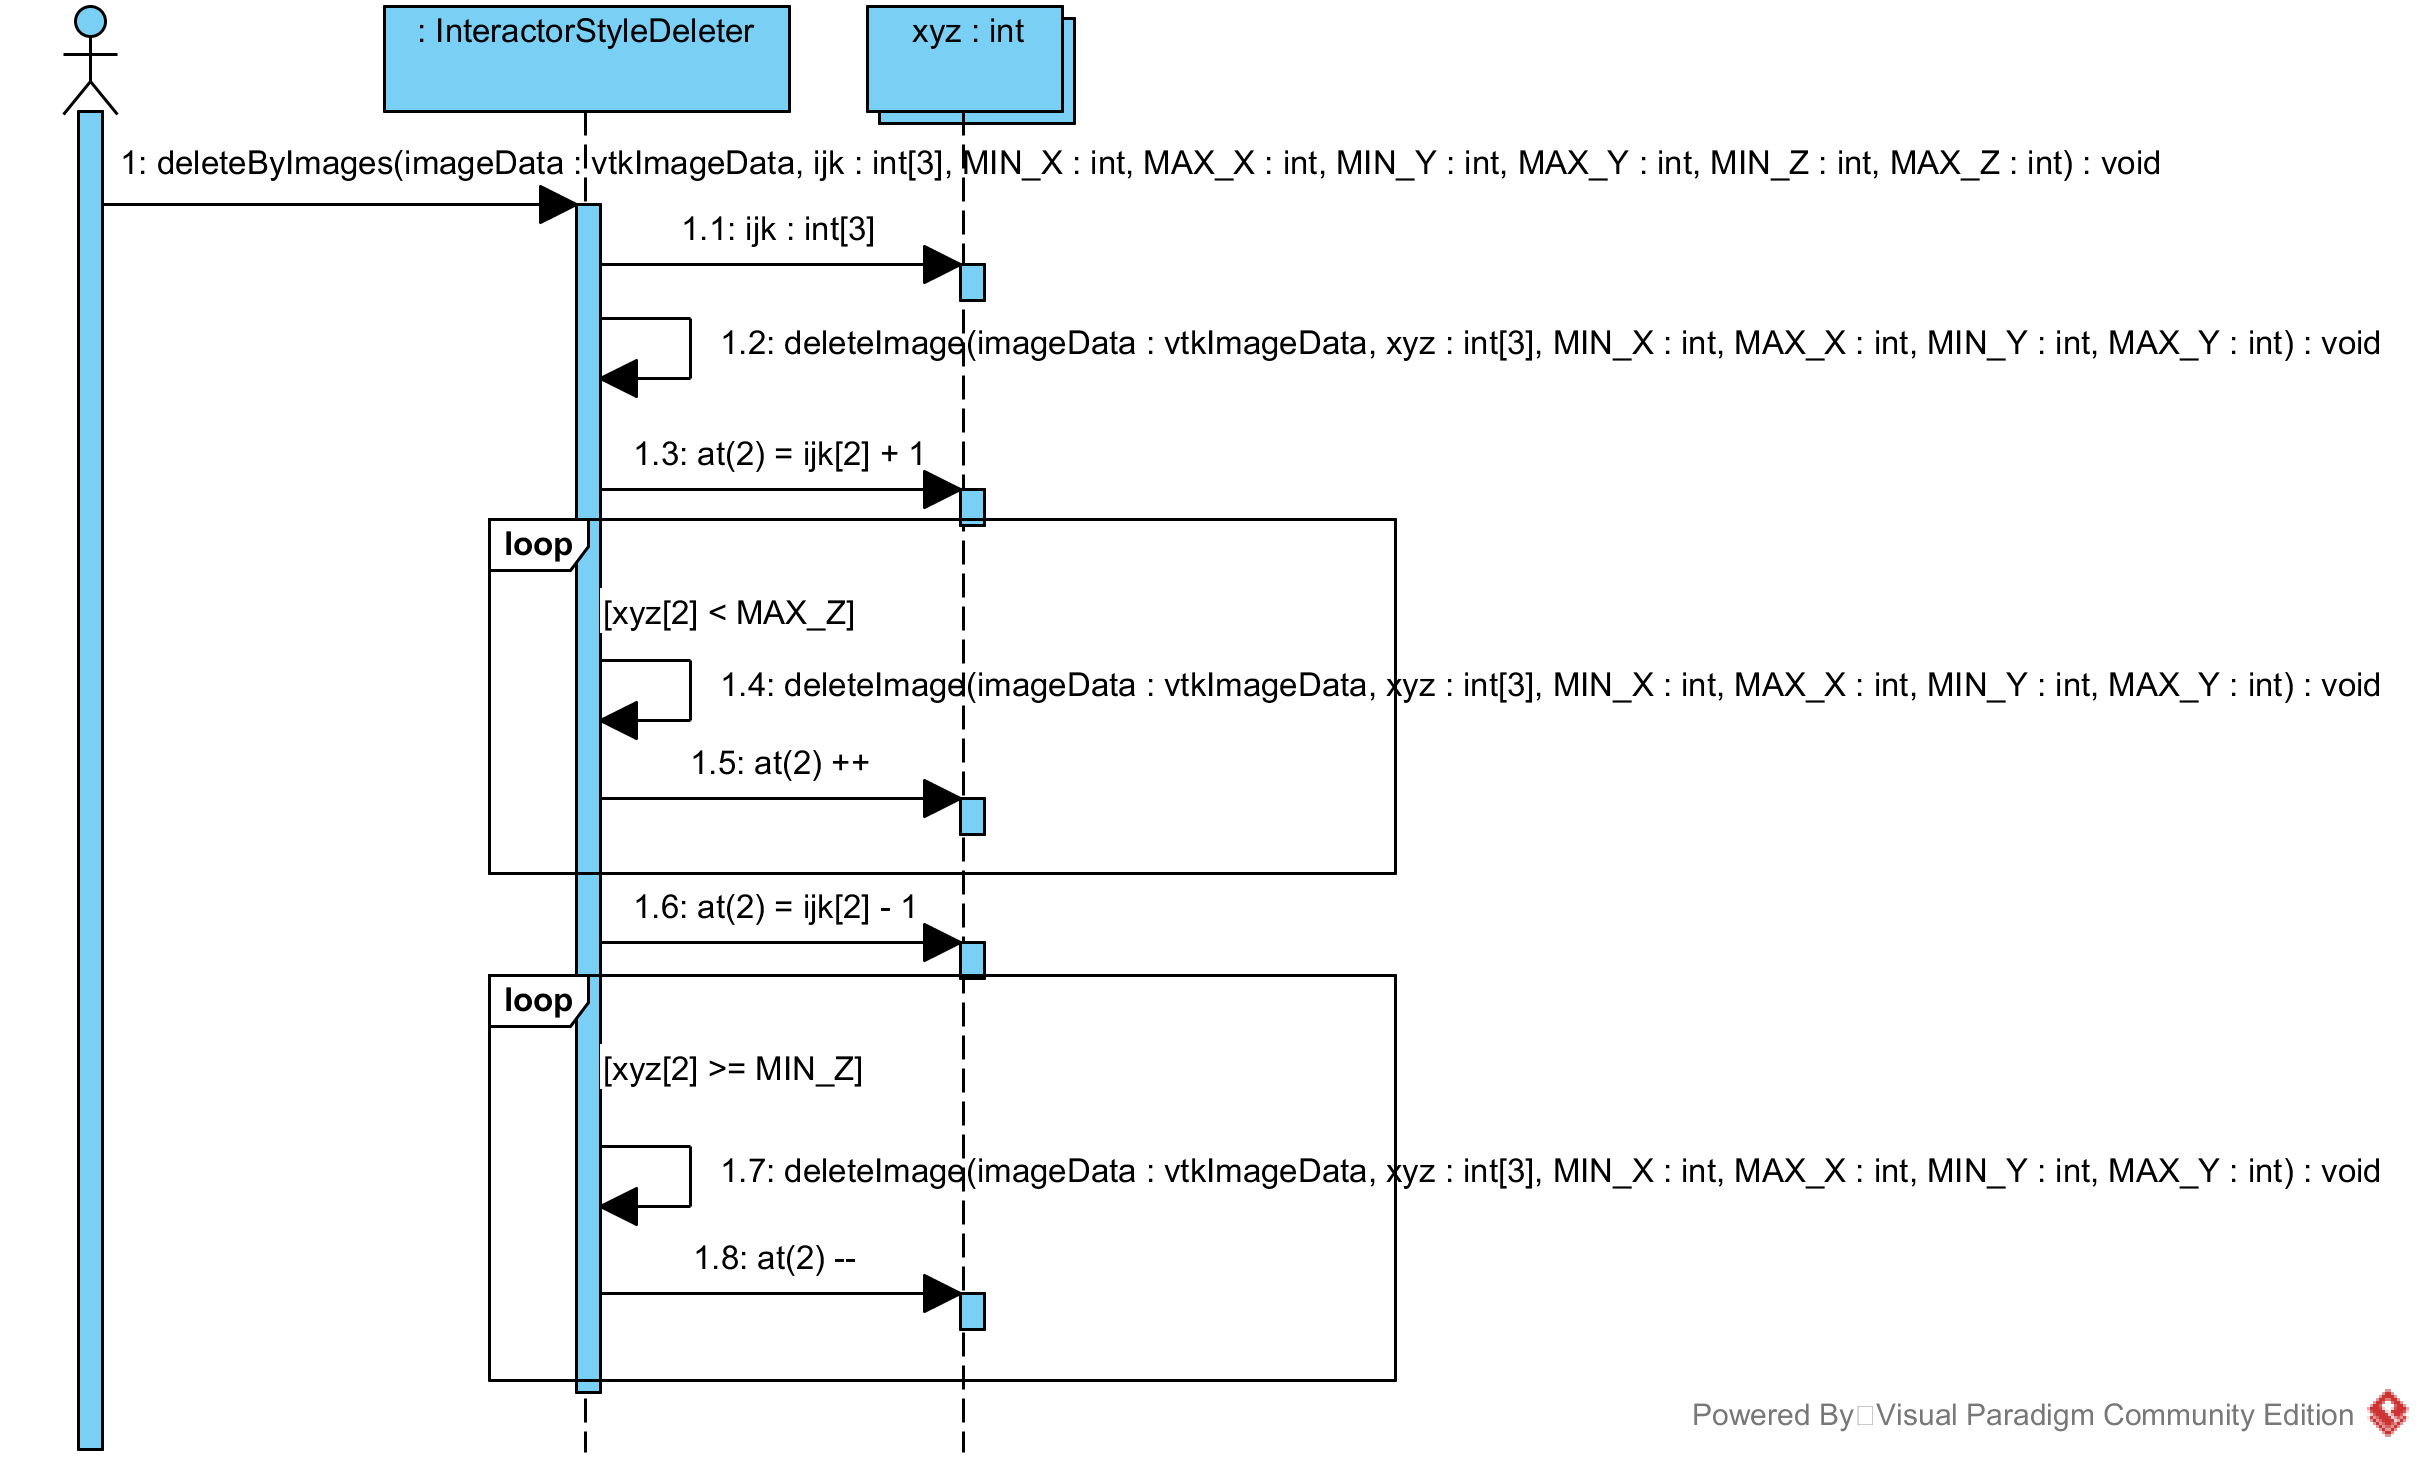 : InteractorStyleDeleter
xyz : int
1: deleteByImages(imageData : vtkImageData, ijk : int[3], MIN_X : int, MAX_X : int, MIN_Y : int, MAX_Y : int, MIN_Z : int, MAX_Z : int) : void
1.1: ijk : int[3]
1.2: deleteImage(imageData : vtkImageData, xyz : int[3], MIN_X : int, MAX_X : int, MIN_Y : int, MAX_Y : int) : void
1.3: at(2) = ijk[2] + 1
loop
[xyz[2] < MAX_Z]
1.4: deleteImage(imageData : vtkImageData, xyz : int[3], MIN_X : int, MAX_X : int, MIN_Y : int, MAX_Y : int) : void
1.5: at(2) ++
1.6: at(2) = ijk[2] - 1
loop
[xyz[2] >= MIN_Z]
1.7: deleteImage(imageData : vtkImageData, xyz : int[3], MIN_X : int, MAX_X : int, MIN_Y : int, MAX_Y : int) : void
1.8: at(2) --
Powered By Visual Paradigm Community Edition